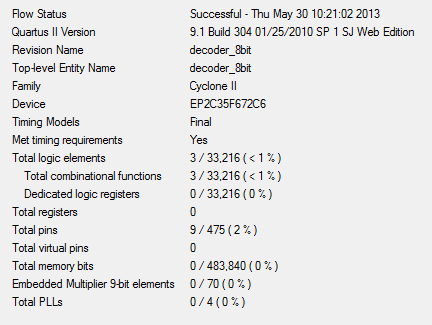 Flow Status Successful - Thu May 30 10:21:02 2013
Quartus II Version 9.1 Build 304 01/25/2010 SP 1 SJ Web Edition
Revision Name decoder_8bit
Top-level Entity Name decoder_8bit
Family Cyclone II
Device EP2C35F672C6
Timing Models Final
Met timing requirements Yes
Total logic elements 3 / 33,216 ( < 1 % )
Total combinational functions 3 / 33,216 ( < 1 % )
Dedicated logic registers 0 / 33,216 ( 0 % )
Total registers 0
Total pins 9 / 475 ( 2 % )
Total virtual pins 0
Total memory bits 0 / 483,840 ( 0 % )
Embedded Multiplier 9-bit elements 0 / 70 ( 0 % )
Total PLLs 0 / 4 ( 0 % )